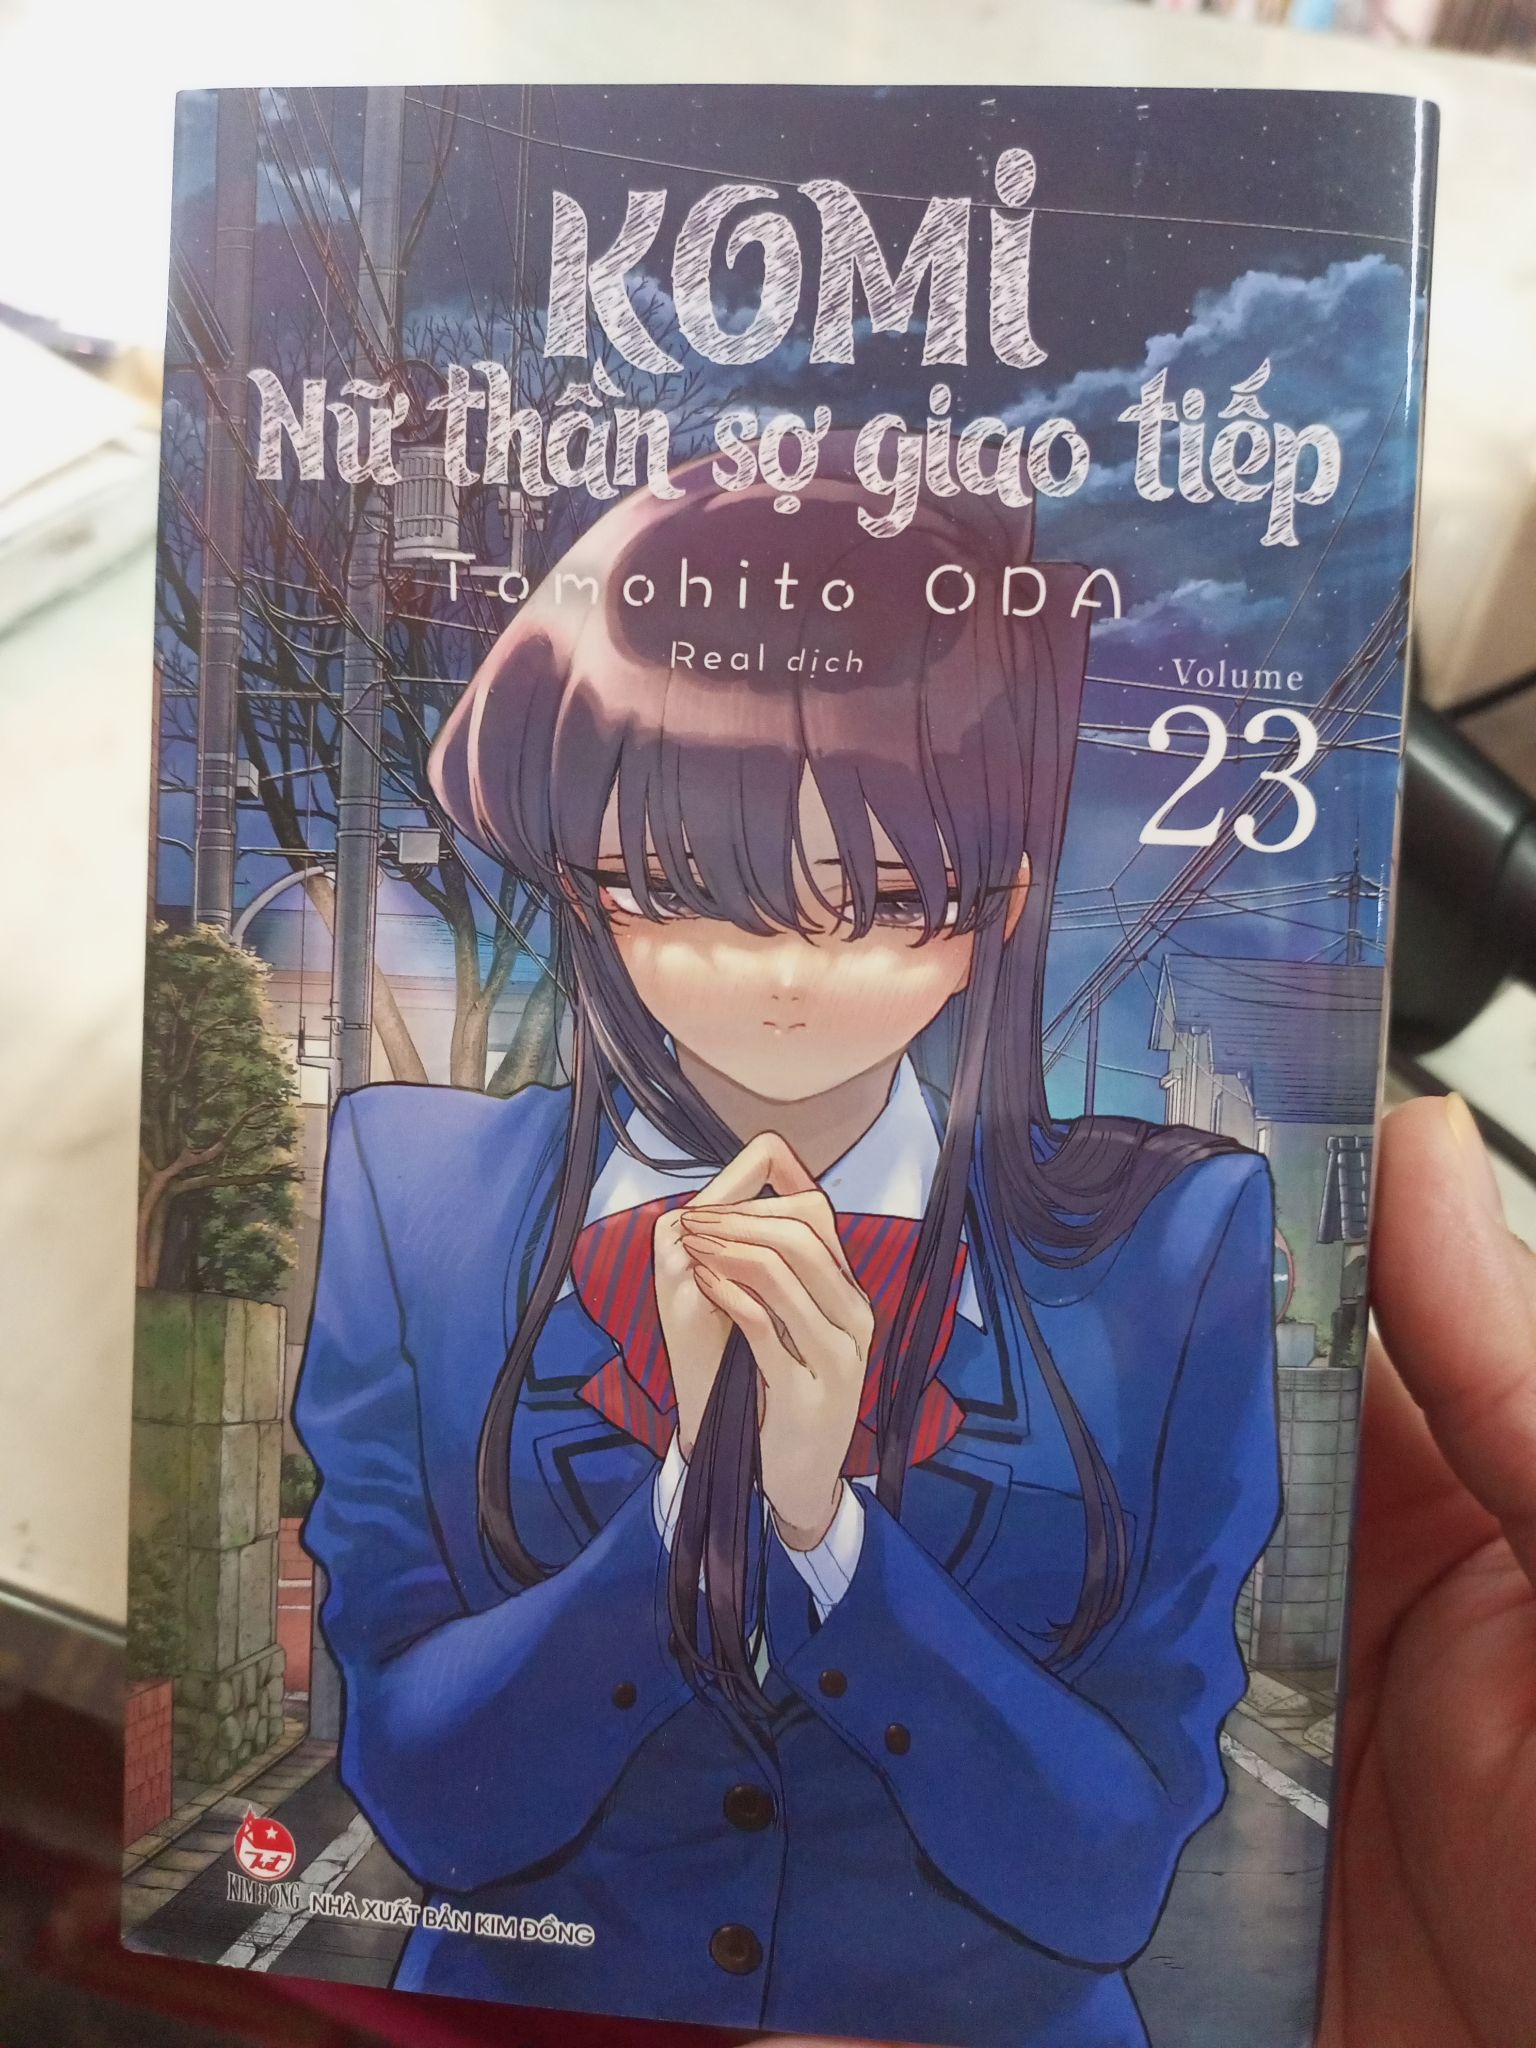 KOMi
Nữ thần sợ giao tiếp
Tomohito ODA
Real dịch
Volume
23
KIM ĐỒNG
NHÀ XUẤT BẢN KIM ĐỒNG